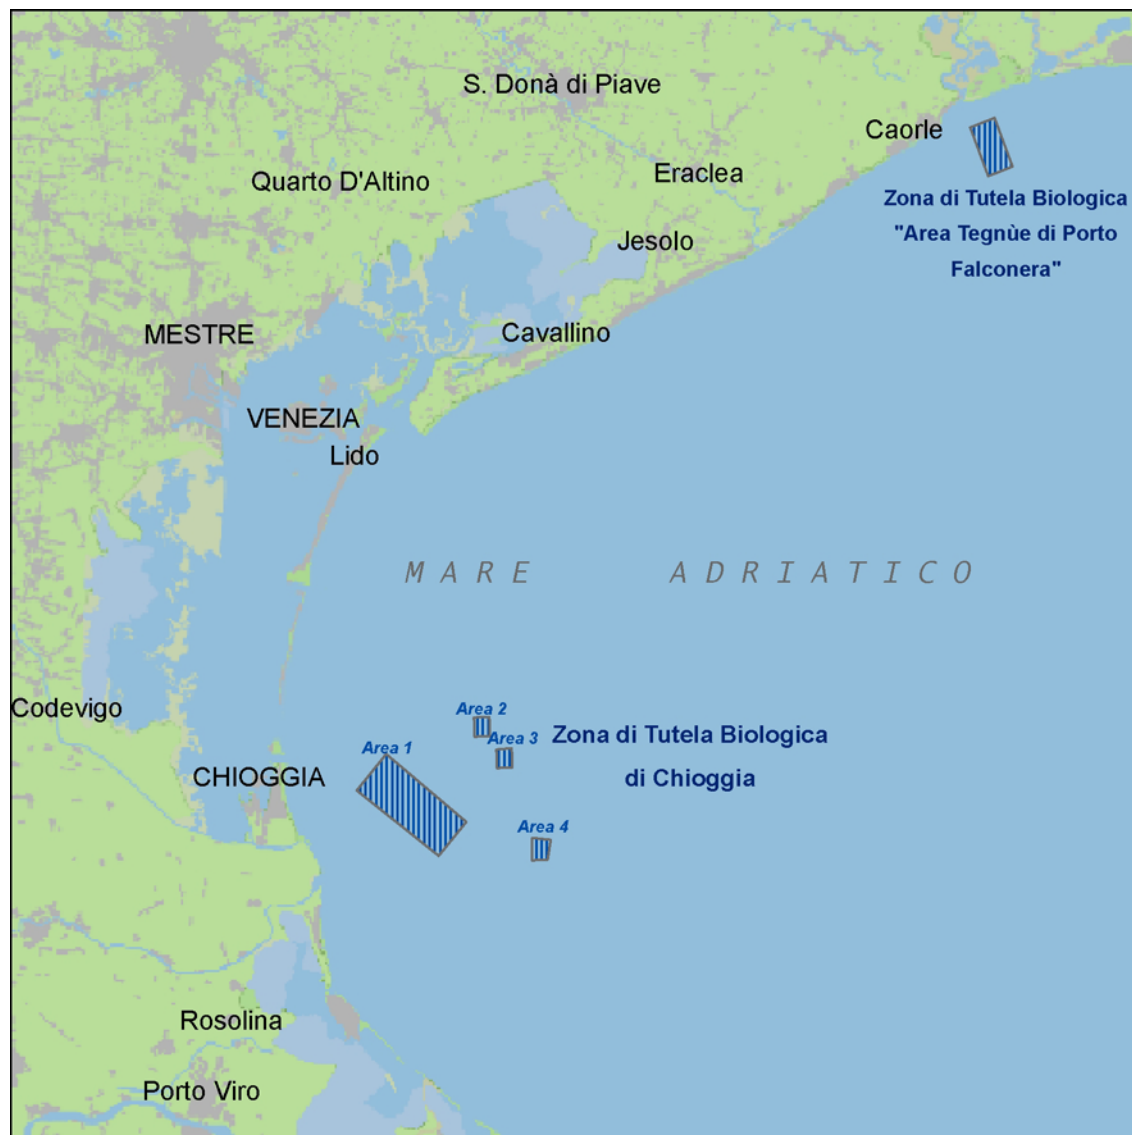 S. Donà di Piave
Caorle
Eraclea
Quarto D'Altino
Zona di Tutela Biologica
"Area Tegnùe di Porto
Falconera"
Jesolo
MESTRE
Cavallino
VENEZIA
Lido
MARE ADRIATICO
Codevigo
Area 2
Area 3
Zona di Tutela Biologica
di Chioggia
Area 1
CHIOGGIA
Area 4
Rosolina
Porto Viro